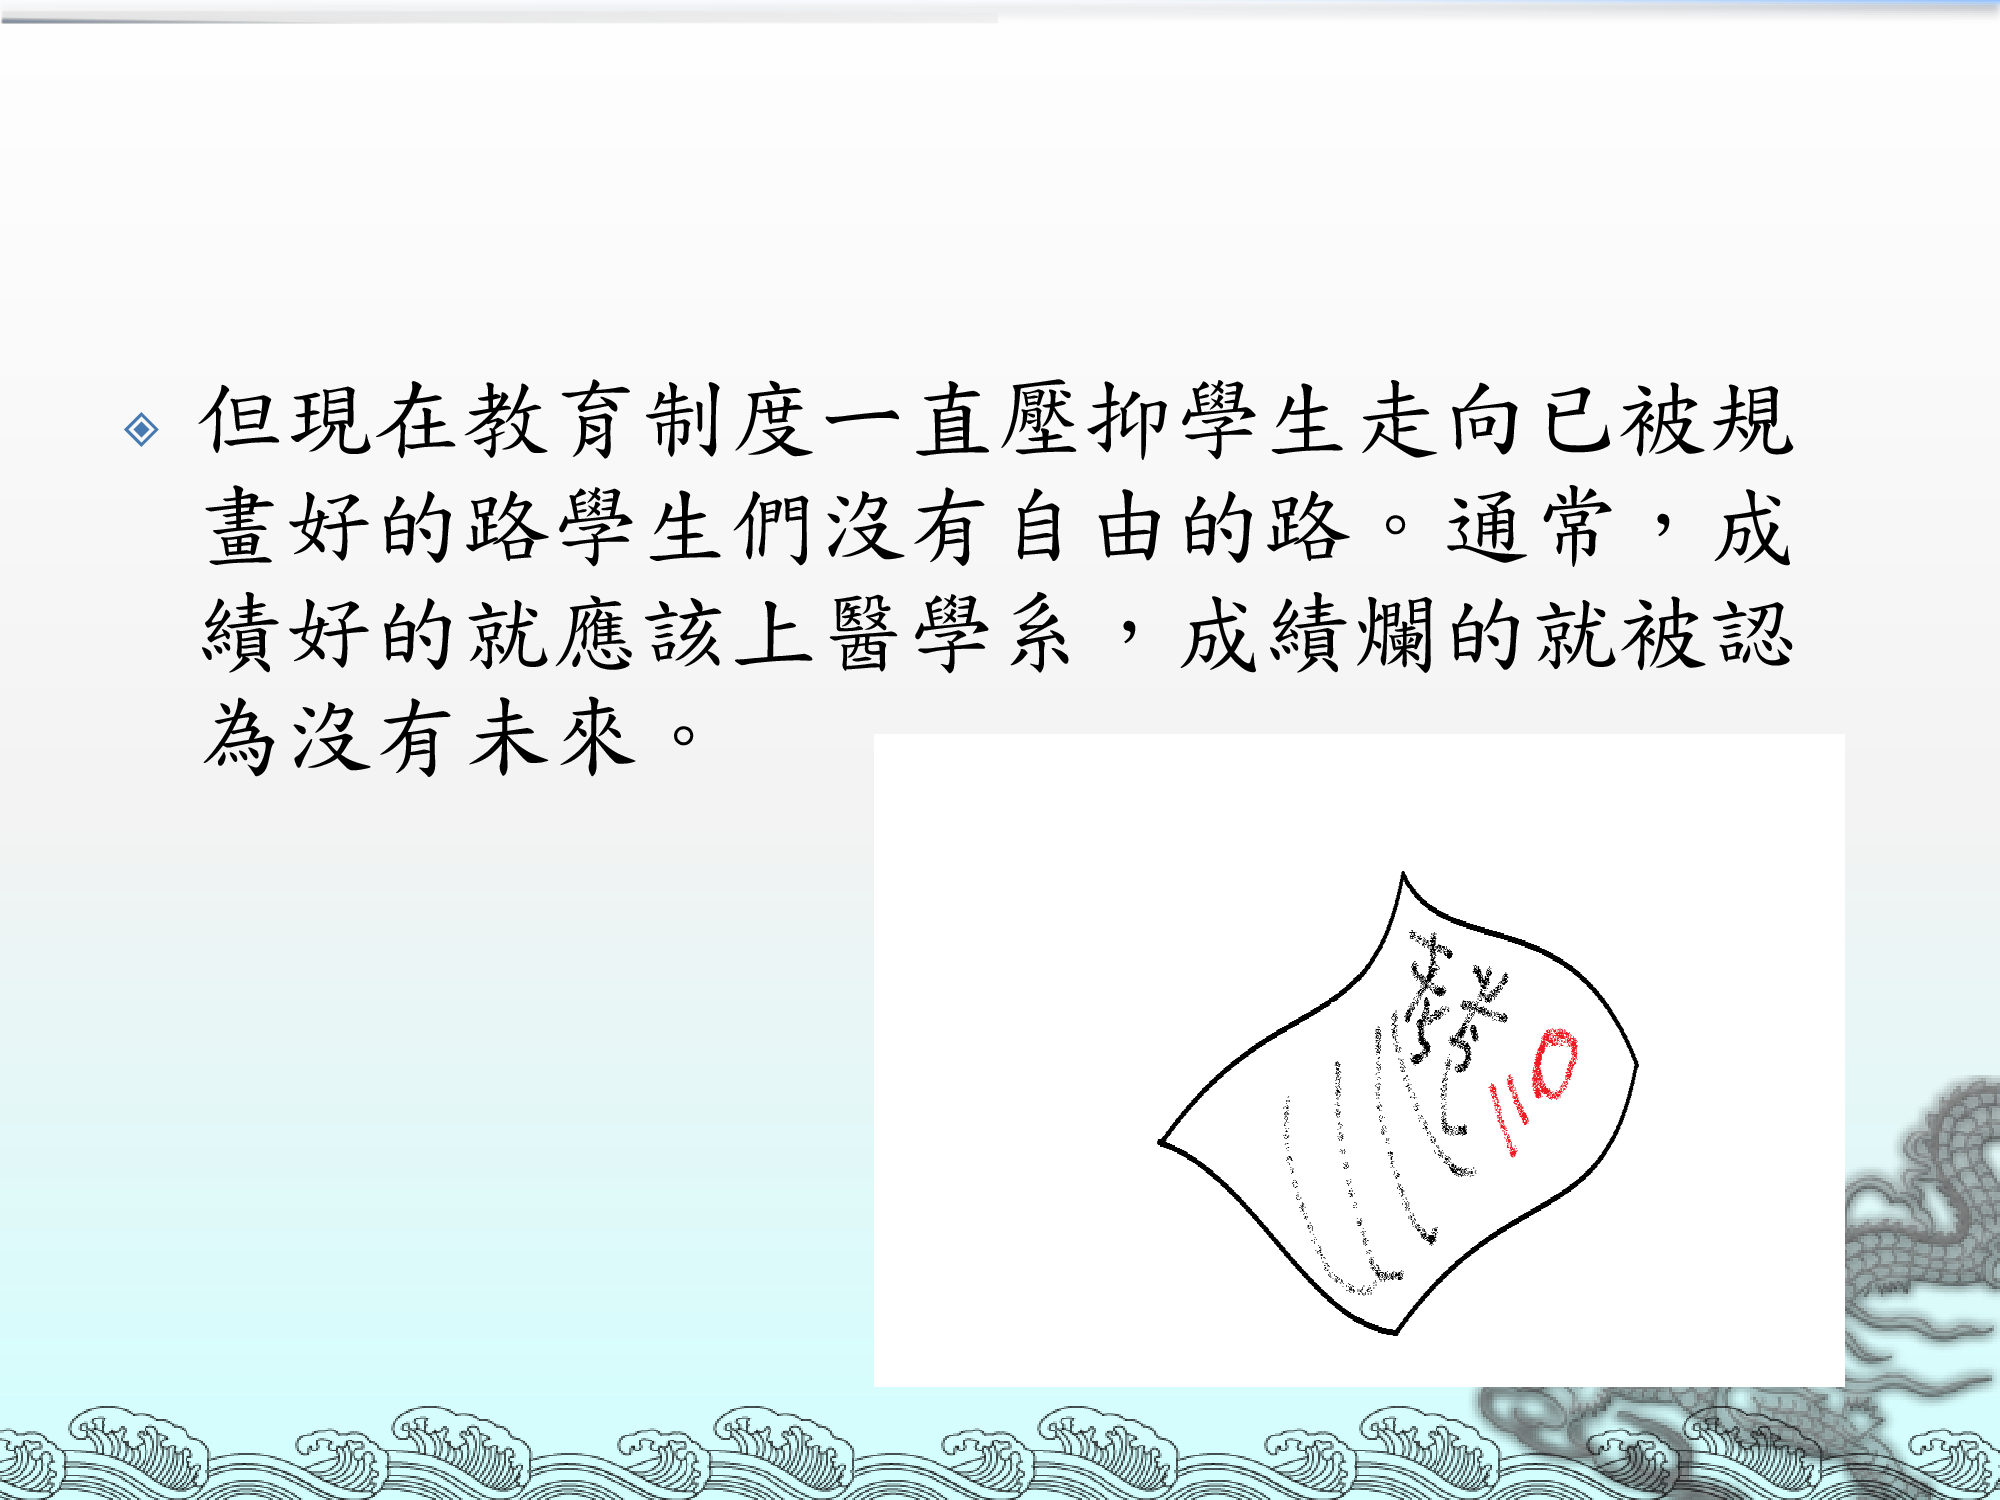 但現在教育制度一直壓抑學生走向已被規
畫好的路學生們沒有自由的路。通常，成
績好的就應該上醫學系，成績爛的就被認
為沒有未來。
110